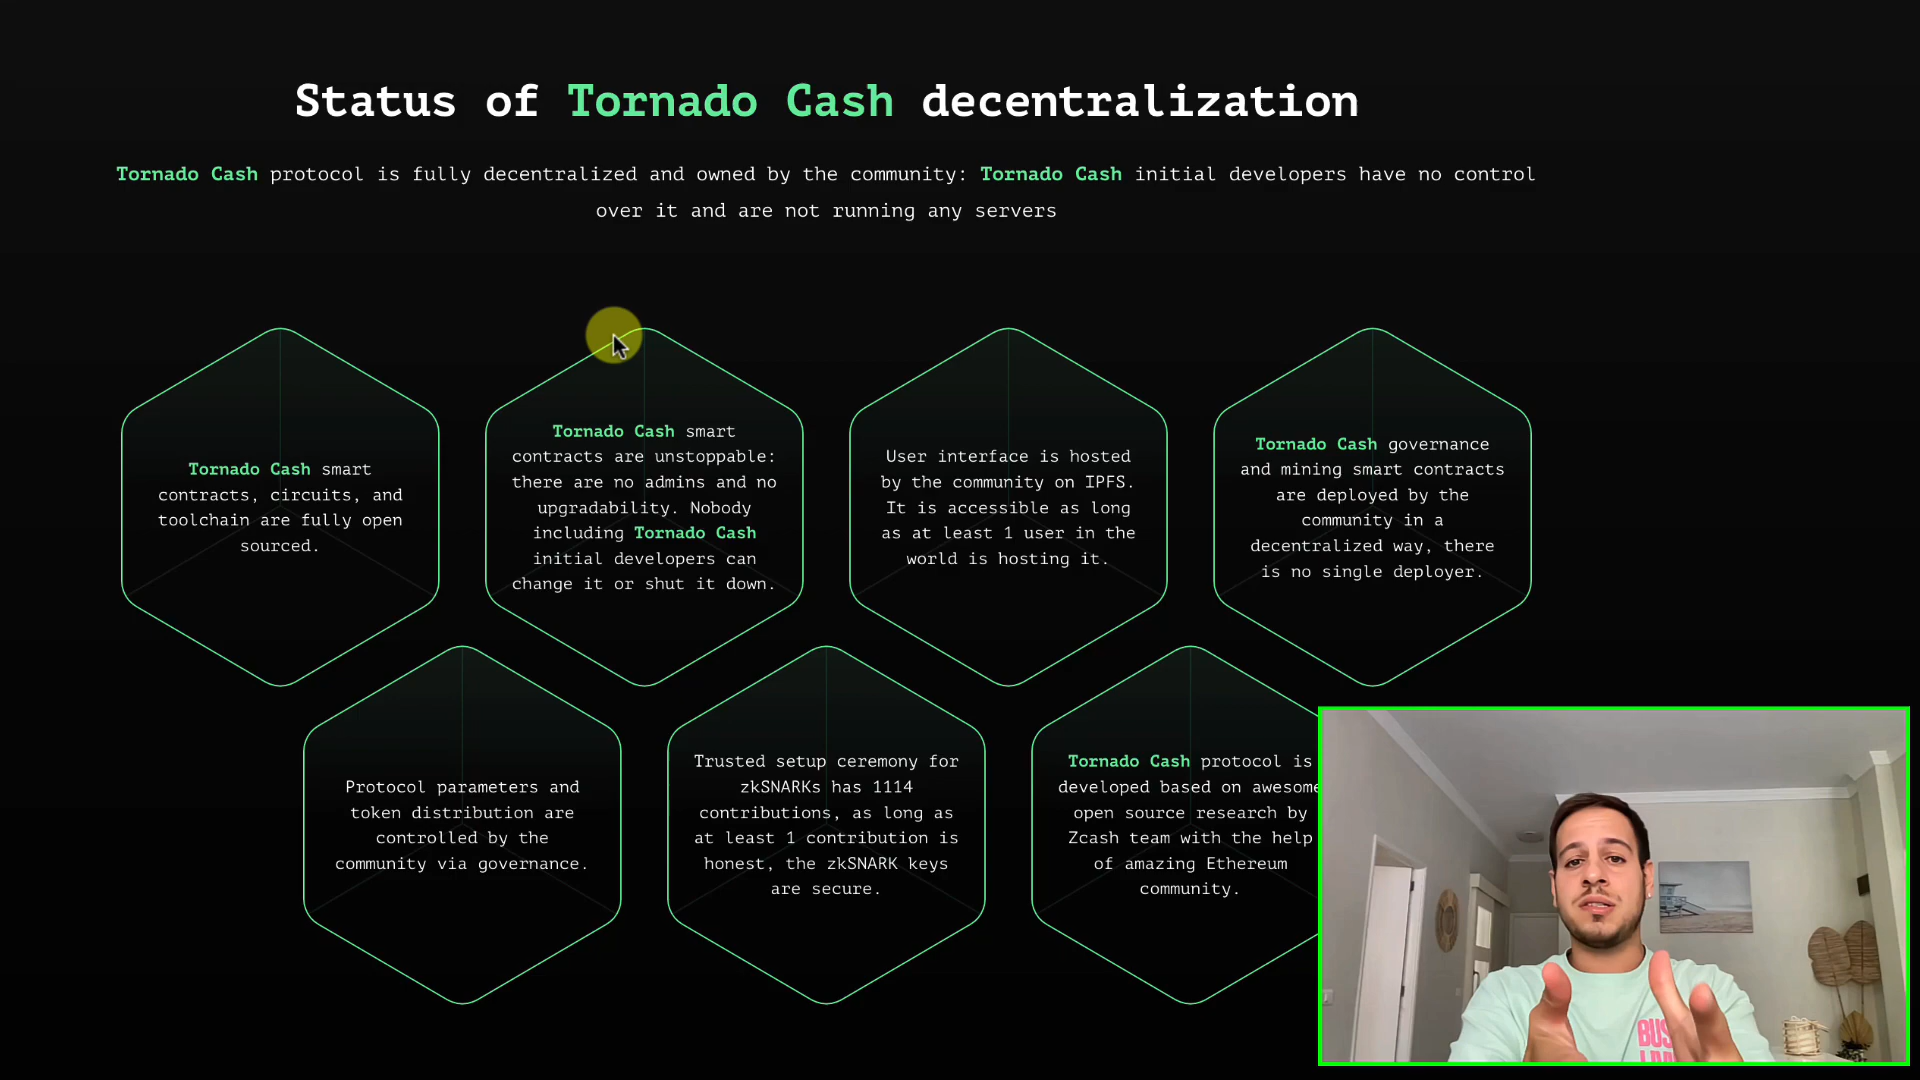 Status of Tornado Cash decentralization
Tornado Cash protocol is fully decentralized and owned by the community: Tornado Cash initial developers have no control
over it and are not running any servers
Tornado Cash smart
contracts, circuits, and
toolchain are fully open
sourced.
Tornado Cash smart
contracts are unstoppable:
there are no admins and no
upgradability. Nobody
including Tornado Cash
initial developers can
change it or shut it down.
User interface is hosted
by the community on IPFS.
It is accessible as long
as at least 1 user in the
world is hosting it.
Tornado Cash governance
and mining smart contracts
are deployed by the
community in a
decentralized way, there
is no single deployer.
Protocol parameters and
token distribution are
controlled by the
community via governance.
Trusted setup ceremony for
zkSNARKs has 1114
contributions, as long as
at least 1 contribution is
honest, the zkSNARK keys
are secure.
Tornado Cash protocol is
developed based on awesome
open source research by
Zcash team with the help
of amazing Ethereum
community.